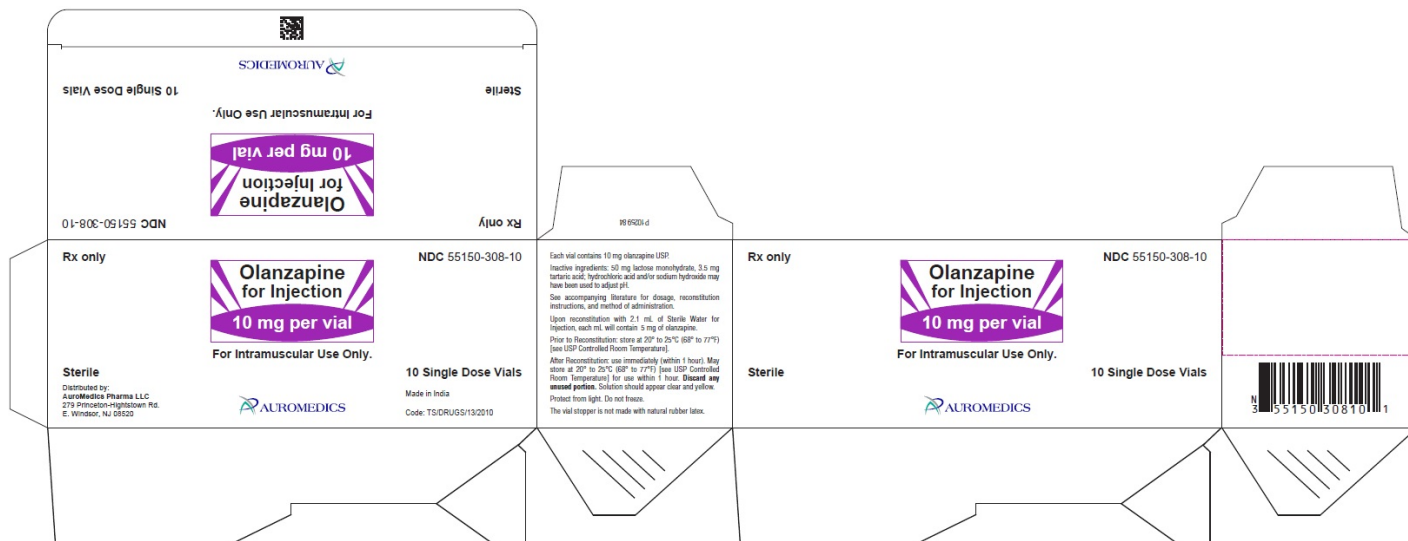 AUROMEDICS
10 Single Dose Vials
Sterile
For Intramuscular Use Only.
10 mg per vial
Olanzapine
for Injection
NDC 55150-308-10
Rx only
Rx only
NDC 55150-308-10
Olanzapine
for Injection
10 mg per vial
For Intramuscular Use Only.
Sterile
10 Single Dose Vials
Distributed by:
AuroMedics Pharma LLC
279 Princeton-Hightstown Rd.
E. Windsor, NJ 08520
AUROMEDICS
Made in India
Code: TS/DRUGS/13/2010
Each vial contains 10 mg olanzapine USP.
Inactive ingredients: 50 mg lactose monohydrate, 3.5 mg
tartaric acid; hydrochloric acid and/or sodium hydroxide may
have been used to adjust pH.
See accompanying literature for dosage, reconstitution
instructions, and method of administration.
Upon reconstitution with 2.1 mL of Sterile Water for
Injection, each mL will contain 5 mg of olanzapine.
Prior to Reconstitution: store at 20° to 25°C (68° to 77°F)
[see USP Controlled Room Temperature].
After Reconstitution: use immediately (within 1 hour). May
store at 20° to 25°C (68° to 77°F) [see USP Controlled
Room Temperature] for use within 1 hour. Discard any
unused portion. Solution should appear clear and yellow.
Protect from light. Do not freeze.
The vial stopper is not made with natural rubber latex.
Rx only
NDC 55150-308-10
Olanzapine
for Injection
10 mg per vial
For Intramuscular Use Only.
Sterile
10 Single Dose Vials
AUROMEDICS
N
3 55150 30810 1